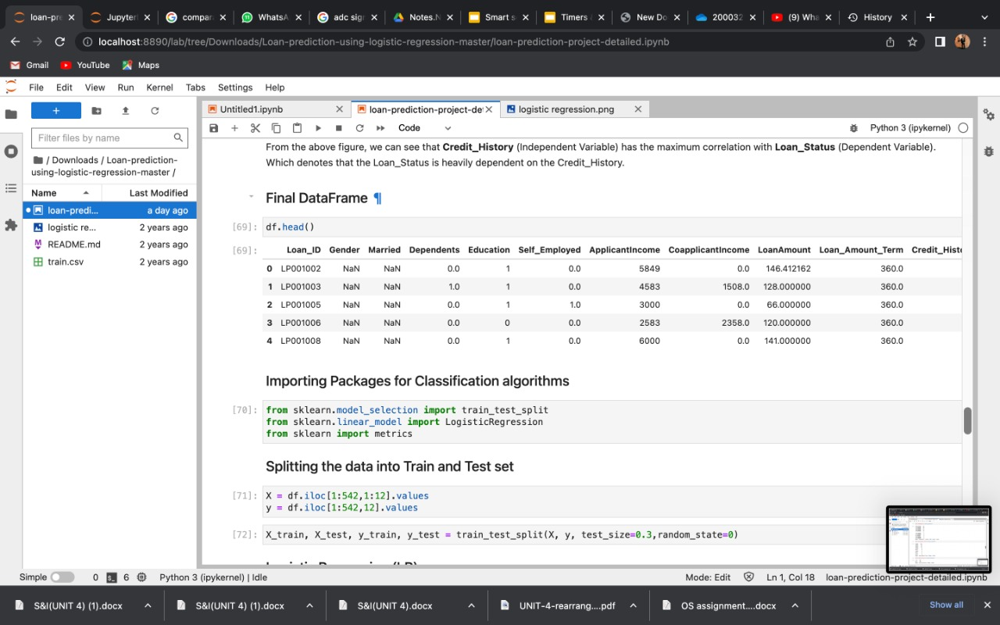 loan-pre
Jupyterl
compar
WhatsA
adc sig
Notes.N
Smart s
Timers &
New Do
200032
(9) Wha
History
localhost:8890/lab/tree/Downloads/Loan-prediction-using-logistic-regression-master/loan-prediction-project-detailed.ipynb
Gmail YouTube Maps
File Edit View Run Kernel Tabs Settings Help
Untitled1.ipynb
loan-prediction-project-de
logistic regression.png
Code
Python 3 (ipykernel)
Filter files by name
/ Downloads / Loan-prediction-
using-logistic-regression-master /
Name Last Modified
loan-predi... a day ago
logistic re... 2 years ago
README.md 2 years ago
train.csv 2 years ago
From the above figure, we can see that Credit_History (Independent Variable) has the maximum correlation with Loan_Status (Dependent Variable).
Which denotes that the Loan_Status is heavily dependent on the Credit_History.
Final DataFrame ¶
[69]: df.head()
[69]: Loan_ID Gender Married Dependents Education Self_Employed ApplicantIncome CoapplicantIncome LoanAmount Loan_Amount_Term Credit_Histo
0 LP001002 NaN NaN 0.0 1 0.0 5849 0.0 146.412162 360.0
1 LP001003 NaN NaN 1.0 1 0.0 4583 1508.0 128.000000 360.0
2 LP001005 NaN NaN 0.0 1 1.0 3000 0.0 66.000000 360.0
3 LP001006 NaN NaN 0.0 0 0.0 2583 2358.0 120.000000 360.0
4 LP001008 NaN NaN 0.0 1 0.0 6000 0.0 141.000000 360.0
Importing Packages for Classification algorithms
[70]: from sklearn.model_selection import train_test_split
from sklearn.linear_model import LogisticRegression
from sklearn import metrics
Splitting the data into Train and Test set
[71]: X = df.iloc[1:542,1:12].values
y = df.iloc[1:542,12].values
[72]: X_train, X_test, y_train, y_test = train_test_split(X, y, test_size=0.3,random_state=0)
Simple 0 6 Python 3 (ipykernel) | Idle
Mode: Edit Ln 1, Col 18 loan-prediction-project-detailed.ipynb
S&I(UNIT 4) (1).docx
S&I(UNIT 4) (1).docx
S&I(UNIT 4).docx
UNIT-4-rearrang....pdf
OS assignment....docx
Show all